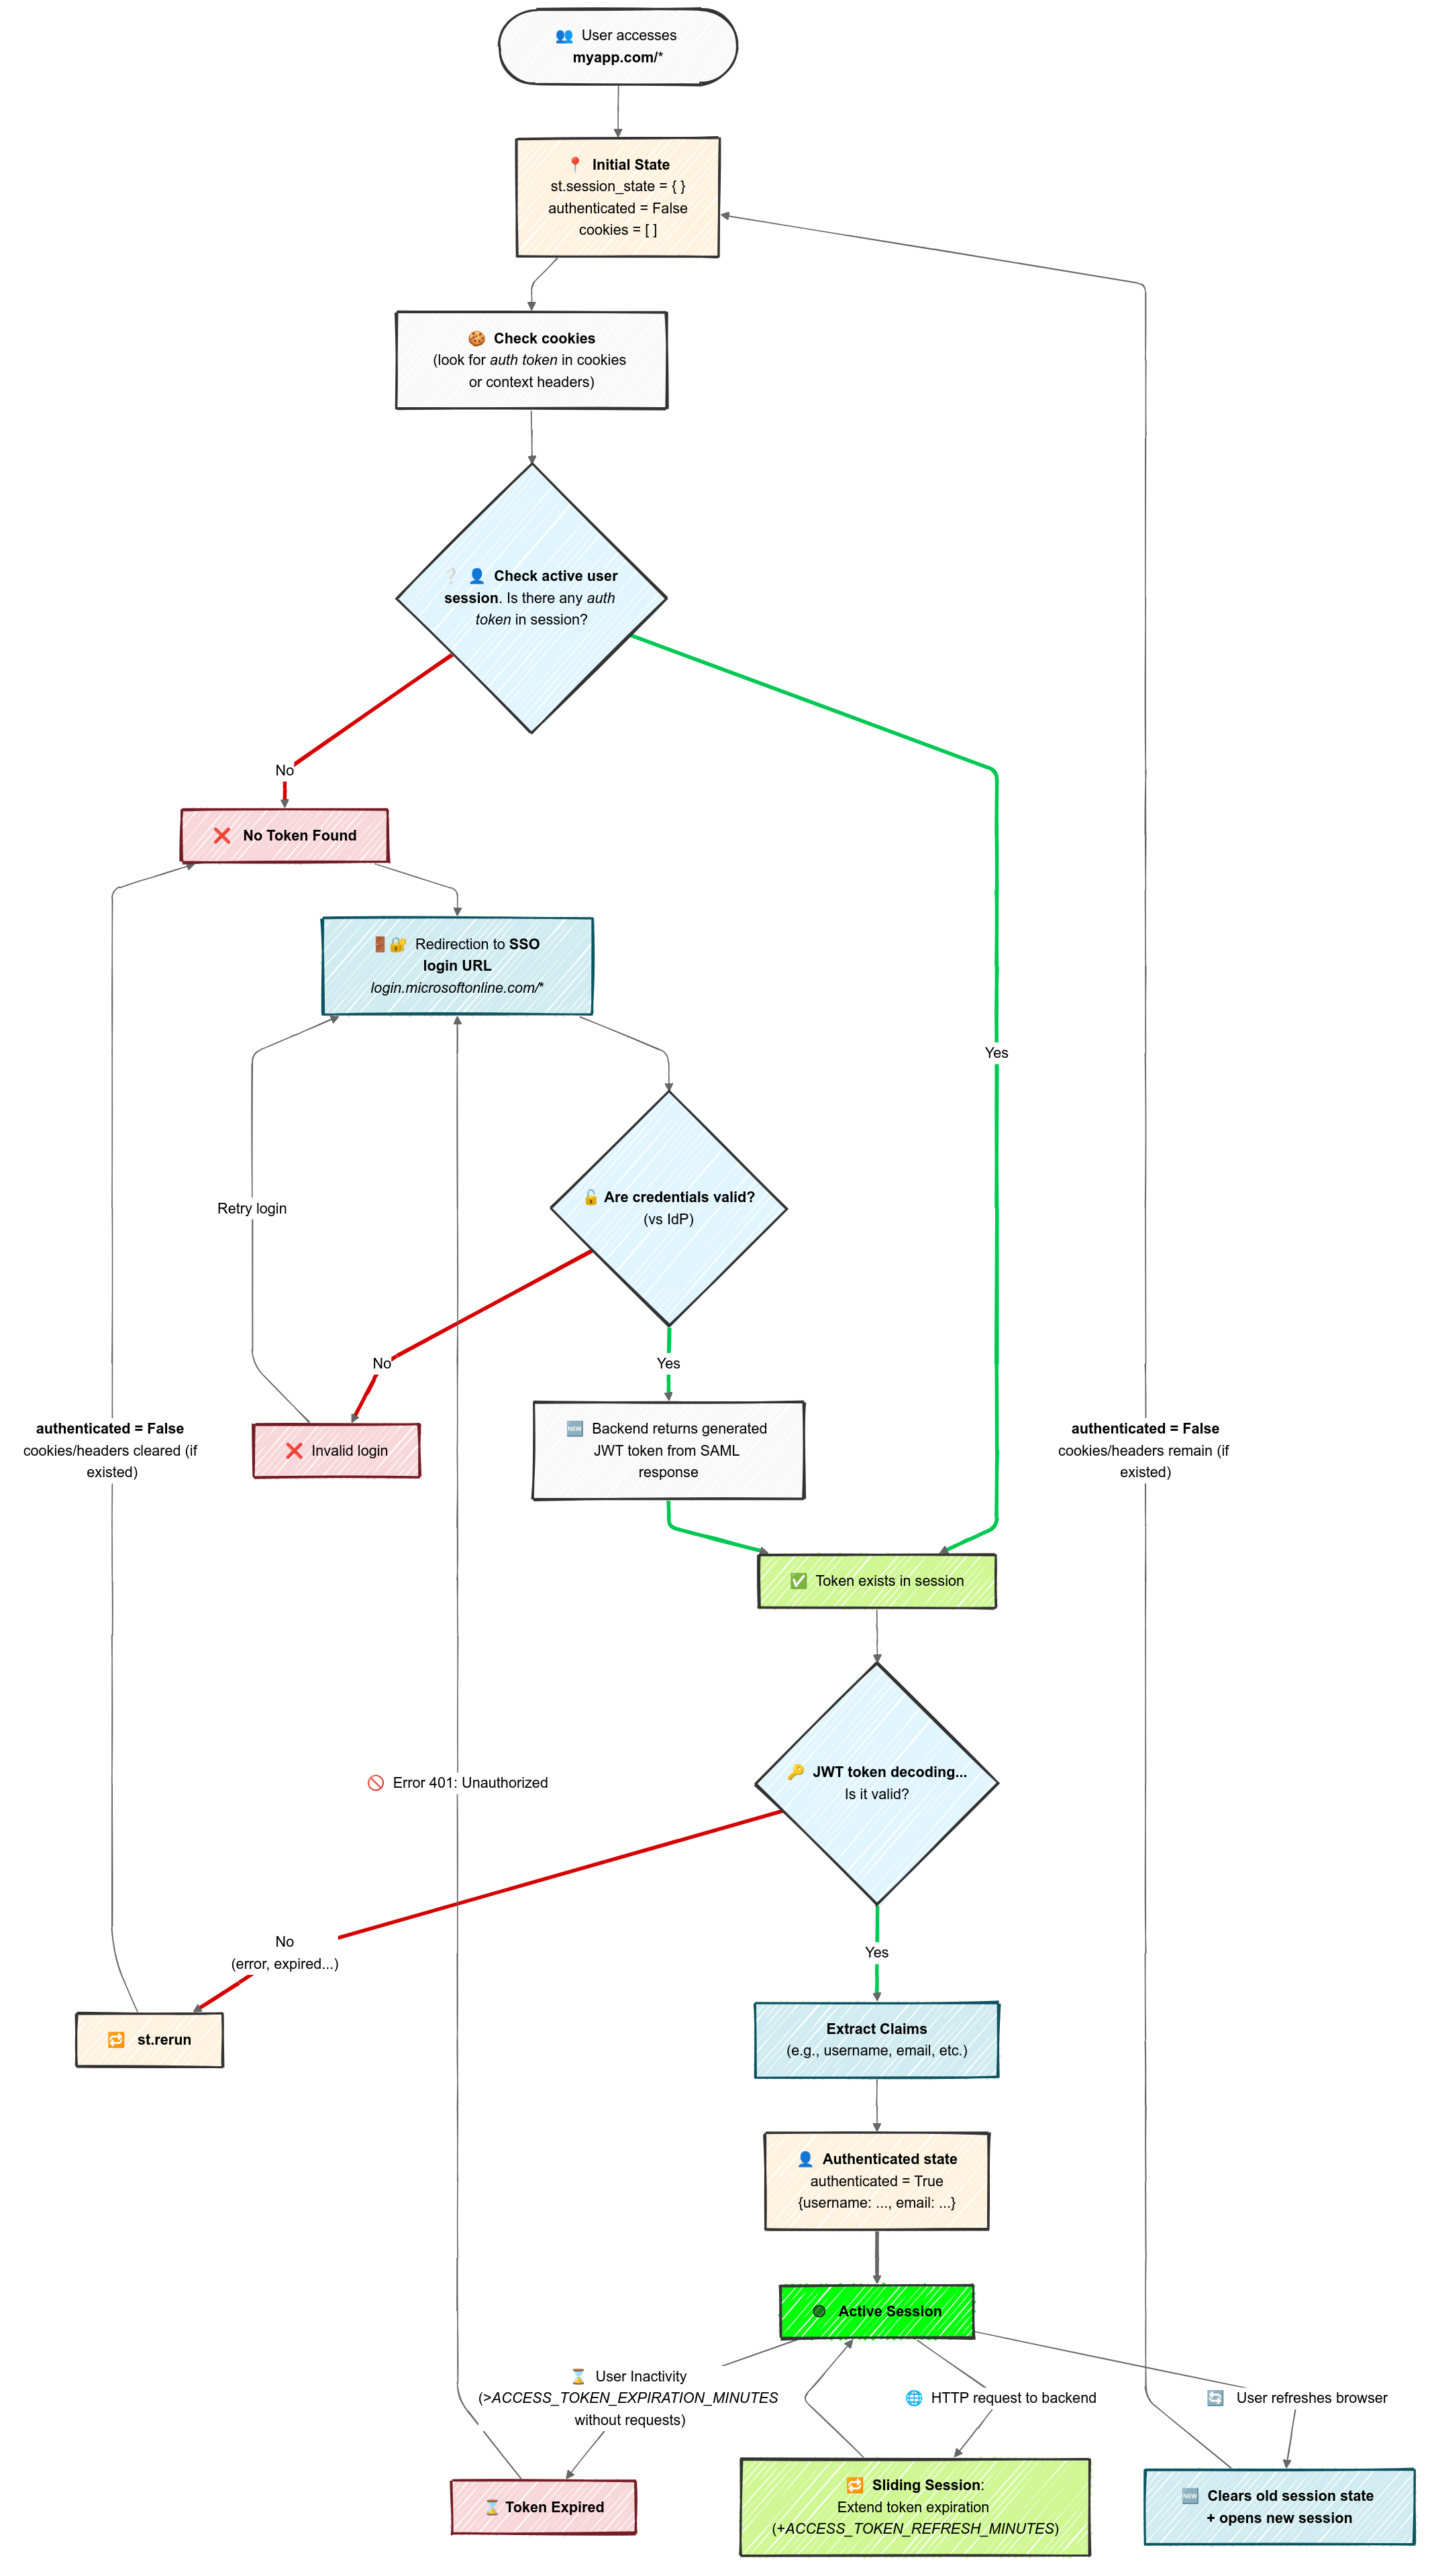 👥 User accesses
myapp.com/*
📍 Initial State
st.session_state = { }
authenticated = False
cookies = [ ]
🍪 Check cookies
(look for auth token in cookies
or context headers)
❔ 👤 Check active user
session. Is there any auth
token in session?
No
❌ No Token Found
🚪🔐 Redirection to SSO
login URL
login.microsoftonline.com/*
Yes
🔓 Are credentials valid?
(vs IdP)
Retry login
No
Yes
authenticated = False
cookies/headers cleared (if
existed)
❌ Invalid login
🆕 Backend returns generated
JWT token from SAML
response
authenticated = False
cookies/headers remain (if
existed)
✅ Token exists in session
🔑 JWT token decoding...
Is it valid?
🚫 Error 401: Unauthorized
No
(error, expired...)
Yes
🔁 st.rerun
Extract Claims
(e.g., username, email, etc.)
👤 Authenticated state
authenticated = True
{username: ..., email: ...}
🟢 Active Session
⌛ User Inactivity
(>ACCESS_TOKEN_EXPIRATION_MINUTES
without requests)
🌐 HTTP request to backend
🔄 User refreshes browser
⌛ Token Expired
🔁 Sliding Session:
Extend token expiration
(+ACCESS_TOKEN_REFRESH_MINUTES)
🆕 Clears old session state
+ opens new session